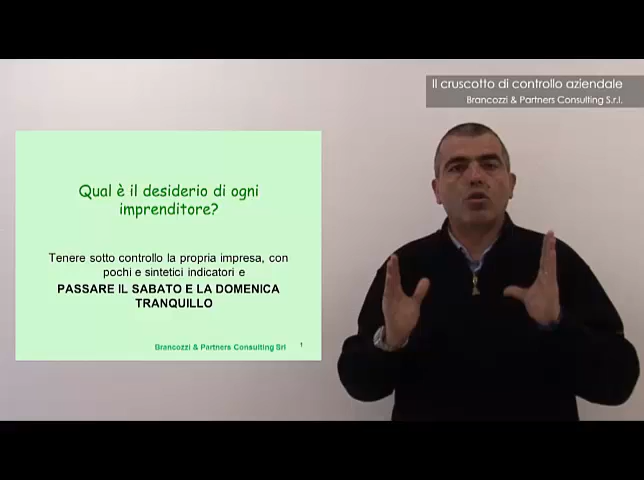 Il cruscotto di controllo aziendale
Brancozzi & Partners Consulting S.r.l.
Qual è il desiderio di ogni
imprenditore?
Tenere sotto controllo la propria impresa, con
pochi e sintetici indicatori e
PASSARE IL SABATO E LA DOMENICA
TRANQUILLO
Brancozzi & Partners Consulting Srl 1